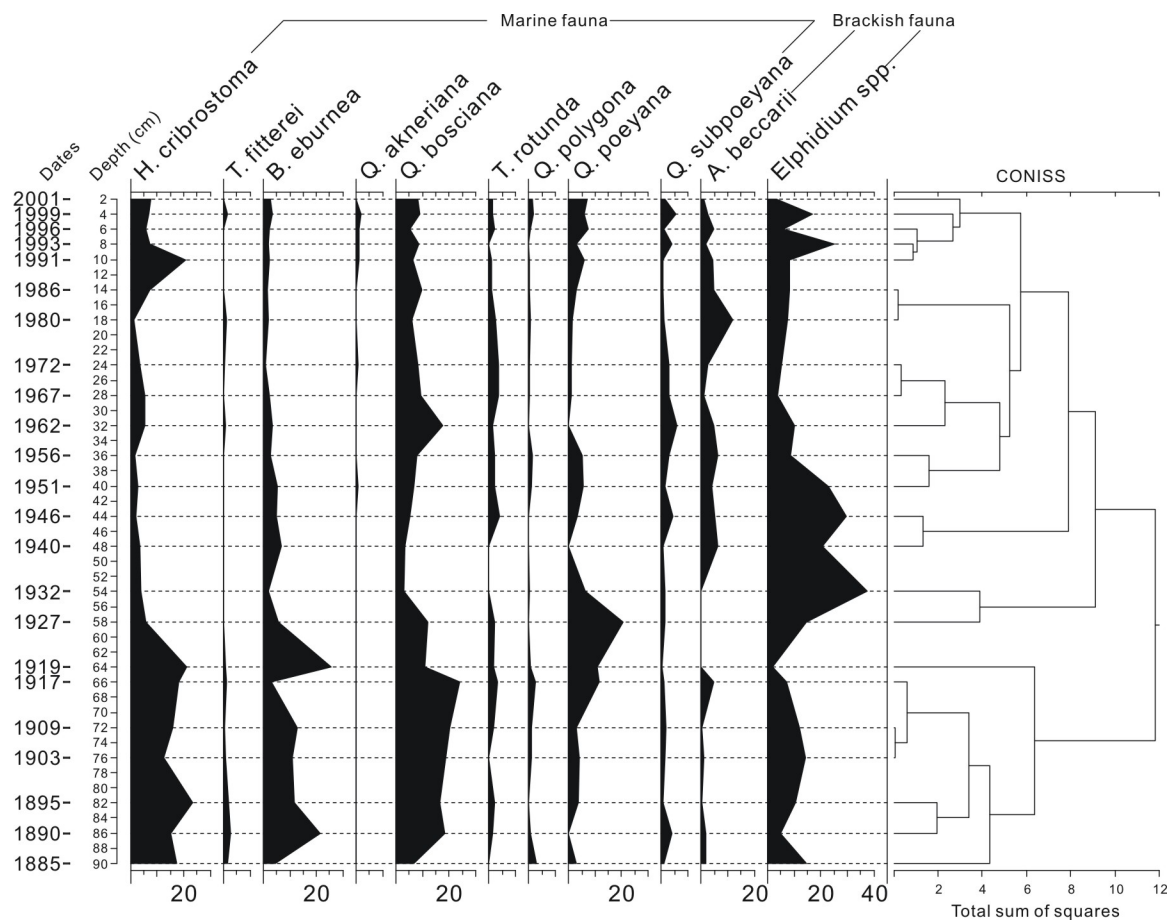 Marine fauna
Brackish fauna
Dates
Depth (cm)
H. cribrostoma
T. fitterei
B. eburnea
Q. akneriana
Q. bosciana
T. rotunda
Q. polygona
Q. poeyana
Q. subpoeyana
A. beccarii
Elphidium spp.
CONISS
2001 2
1999 4
1996 6
1993 8
1991 10
12
1986 14
16
1980 18
20
22
1972 24
26
1967 28
30
1962 32
34
1956 36
38
1951 40
42
1946 44
46
1940 48
50
52
1932 54
56
1927 58
60
62
1919 64
1917 66
68
70
1909 72
74
1903 76
78
80
1895 82
84
1890 86
88
1885 90
20 20 20 20 20 20 40
2 4 6 8 10 12
Total sum of squares